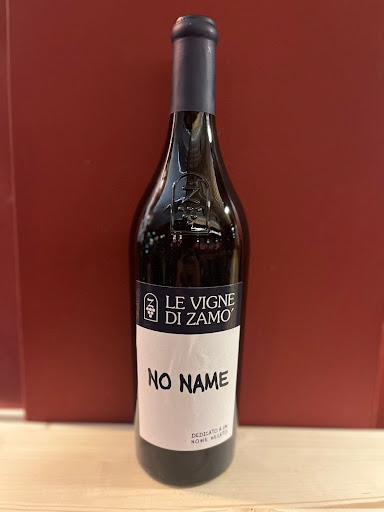 LE VIGNE
DI ZAMO'
NO NAME
DEDICATO A UN
NOME NEGATO